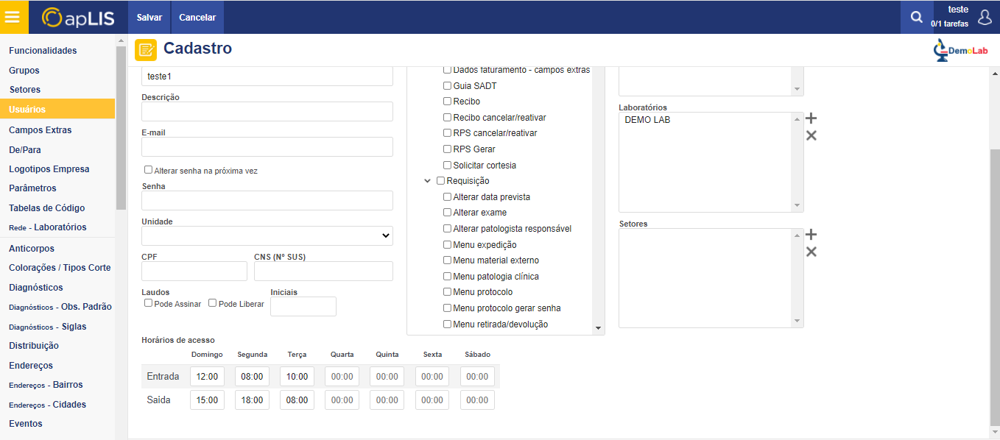 apLIS
Salvar
Cancelar
teste
0/1 tarefas
Funcionalidades
Grupos
Setores
Usuários
Campos Extras
De/Para
Logotipos Empresa
Parâmetros
Tabelas de Código
Rede - Laboratórios
Anticorpos
Colorações / Tipos Corte
Diagnósticos
Diagnósticos - Obs. Padrão
Diagnósticos - Siglas
Distribuição
Endereços
Endereços - Bairros
Endereços - Cidades
Eventos
Cadastro
DemoLab
teste1
Descrição
E-mail
Alterar senha na próxima vez
Senha
Unidade
CPF
CNS (Nº SUS)
Laudos
Pode Assinar
Pode Liberar
Iniciais
Dados faturamento - campos extras
Guia SADT
Recibo
Recibo cancelar/reativar
RPS cancelar/reativar
RPS Gerar
Solicitar cortesia
Requisição
Alterar data prevista
Alterar exame
Alterar patologista responsável
Menu expedição
Menu material externo
Menu patologia clínica
Menu protocolo
Menu protocolo gerar senha
Menu retirada/devolução
Laboratórios
DEMO LAB
Setores
Horários de acesso
Domingo Segunda Terça Quarta Quinta Sexta Sábado
Entrada 12:00 08:00 10:00 00:00 00:00 00:00 00:00
Saida 15:00 18:00 08:00 00:00 00:00 00:00 00:00